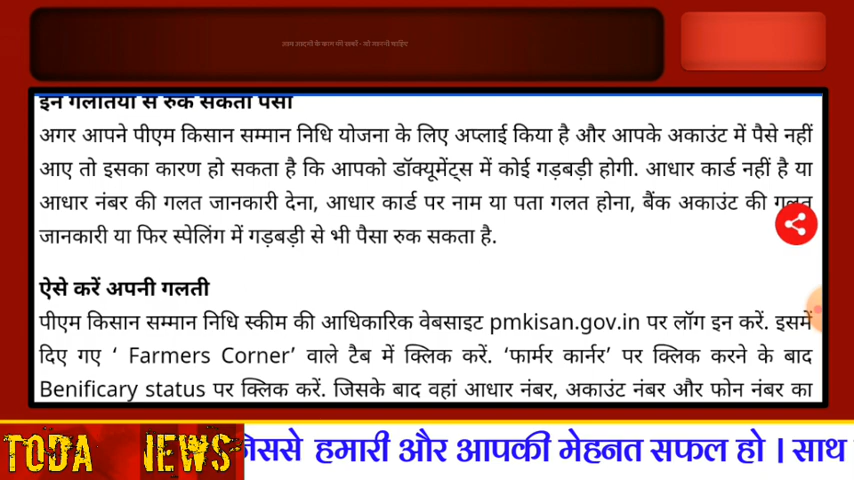 आम आदमी के काम की खबरें - जो जाननी चाहिए
इन गलतियों से रुक सकता पैसा
अगर आपने पीएम किसान सम्मान निधि योजना के लिए अप्लाई किया है और आपके अकाउंट में पैसे नहीं
आए तो इसका कारण हो सकता है कि आपको डॉक्यूमेंट्स में कोई गड़बड़ी होगी. आधार कार्ड नहीं है या
आधार नंबर की गलत जानकारी देना, आधार कार्ड पर नाम या पता गलत होना, बैंक अकाउंट की गलत
जानकारी या फिर स्पेलिंग में गड़बड़ी से भी पैसा रुक सकता है.
ऐसे करें अपनी गलती
पीएम किसान सम्मान निधि स्कीम की आधिकारिक वेबसाइट pmkisan.gov.in पर लॉग इन करें. इसमें
दिए गए ‘ Farmers Corner’ वाले टैब में क्लिक करें. ‘फार्मर कार्नर’ पर क्लिक करने के बाद
Benificary status पर क्लिक करें. जिसके बाद वहां आधार नंबर, अकाउंट नंबर और फोन नंबर का
TODA NEWS जिससे हमारी और आपकी मेहनत सफल हो । साथ